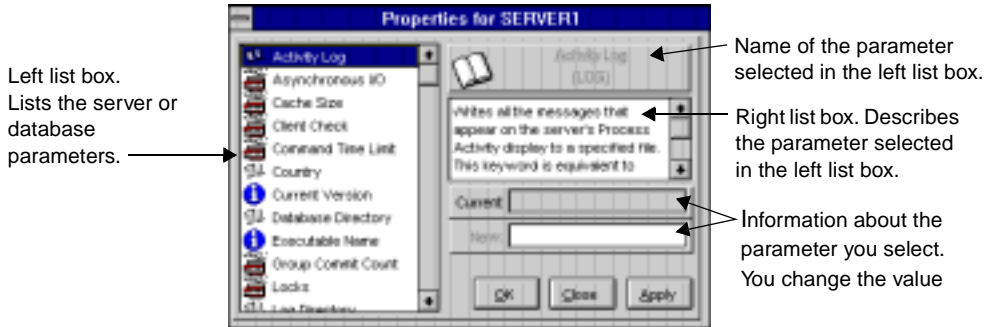 Properties for SERVER1
Left list box.
Lists the server or
database
parameters.
Activity Log
Asynchronous I/O
Cache Size
Client Check
Command Time Limit
Country
Current Version
Database Directory
Executable Name
Group Commit Count
Locks
Log Directory
Activity Log
(LOG)
Writes all the messages that
appear on the server's Process
Activity display to a specified file.
This keyword is equivalent to
Current:
New:
OK
Close
Apply
Name of the parameter
selected in the left list box.
Right list box. Describes
the parameter selected
in the left list box.
Information about the
parameter you select.
You change the value